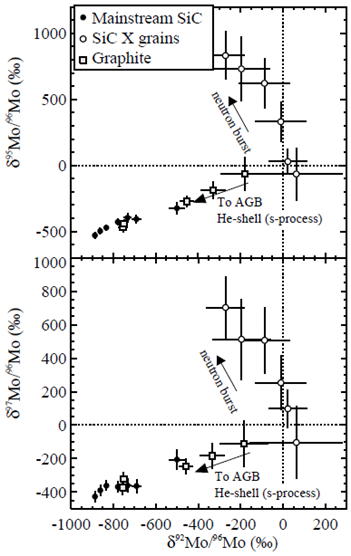 Mainstream SiC
SiC X grains
Graphite
1000
500
0
-500
δ⁹⁵Mo/⁹⁶Mo (‰)
neutron burst
To AGB
He-shell (s-process)
800
600
400
200
0
-200
-400
δ⁹⁷Mo/⁹⁶Mo (‰)
neutron burst
To AGB
He-shell (s-process)
-1000 -800 -600 -400 -200 0 200
δ⁹²Mo/⁹⁶Mo (‰)